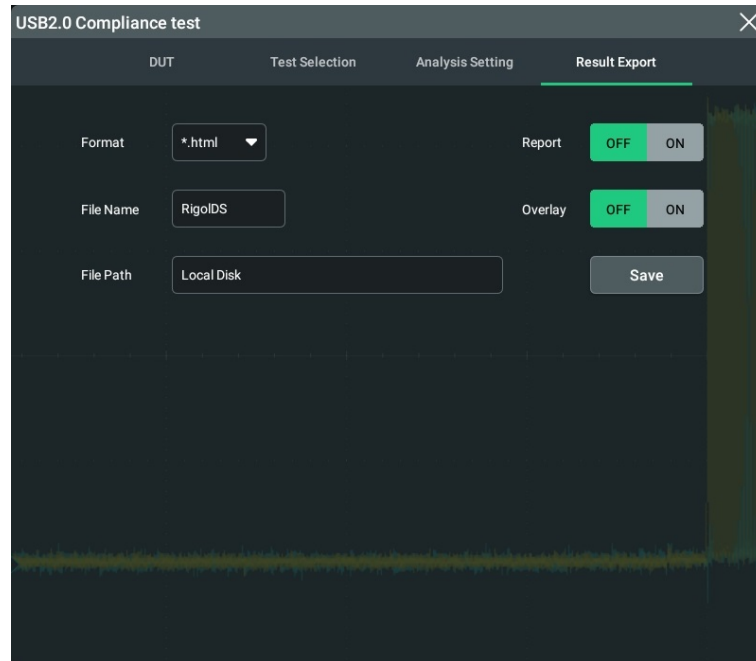 USB2.0 Compliance test
DUT Test Selection Analysis Setting Result Export
Format *.html Report OFF ON
File Name RigolDS Overlay OFF ON
File Path Local Disk Save